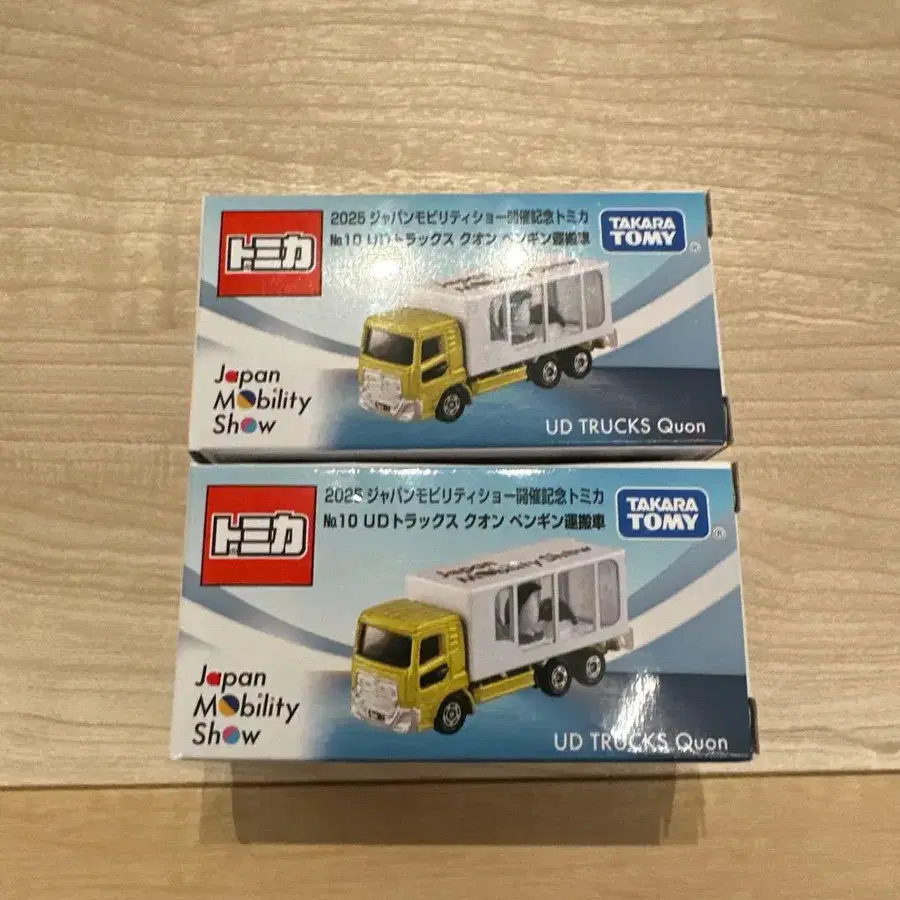 トミカ
2025 ジャパンモビリティショー開催記念トミカ
№10 UDトラックス クオン ペンギン運搬車
TAKARA
TOMY
®
Japan
Mobility
Show
UD TRUCKS Quon
トミカ
2025 ジャパンモビリティショー開催記念トミカ
№10 UDトラックス クオン ペンギン運搬車
TAKARA
TOMY
®
Japan
Mobility Show
Japan
Mobility
Show
UD TRUCKS Quon